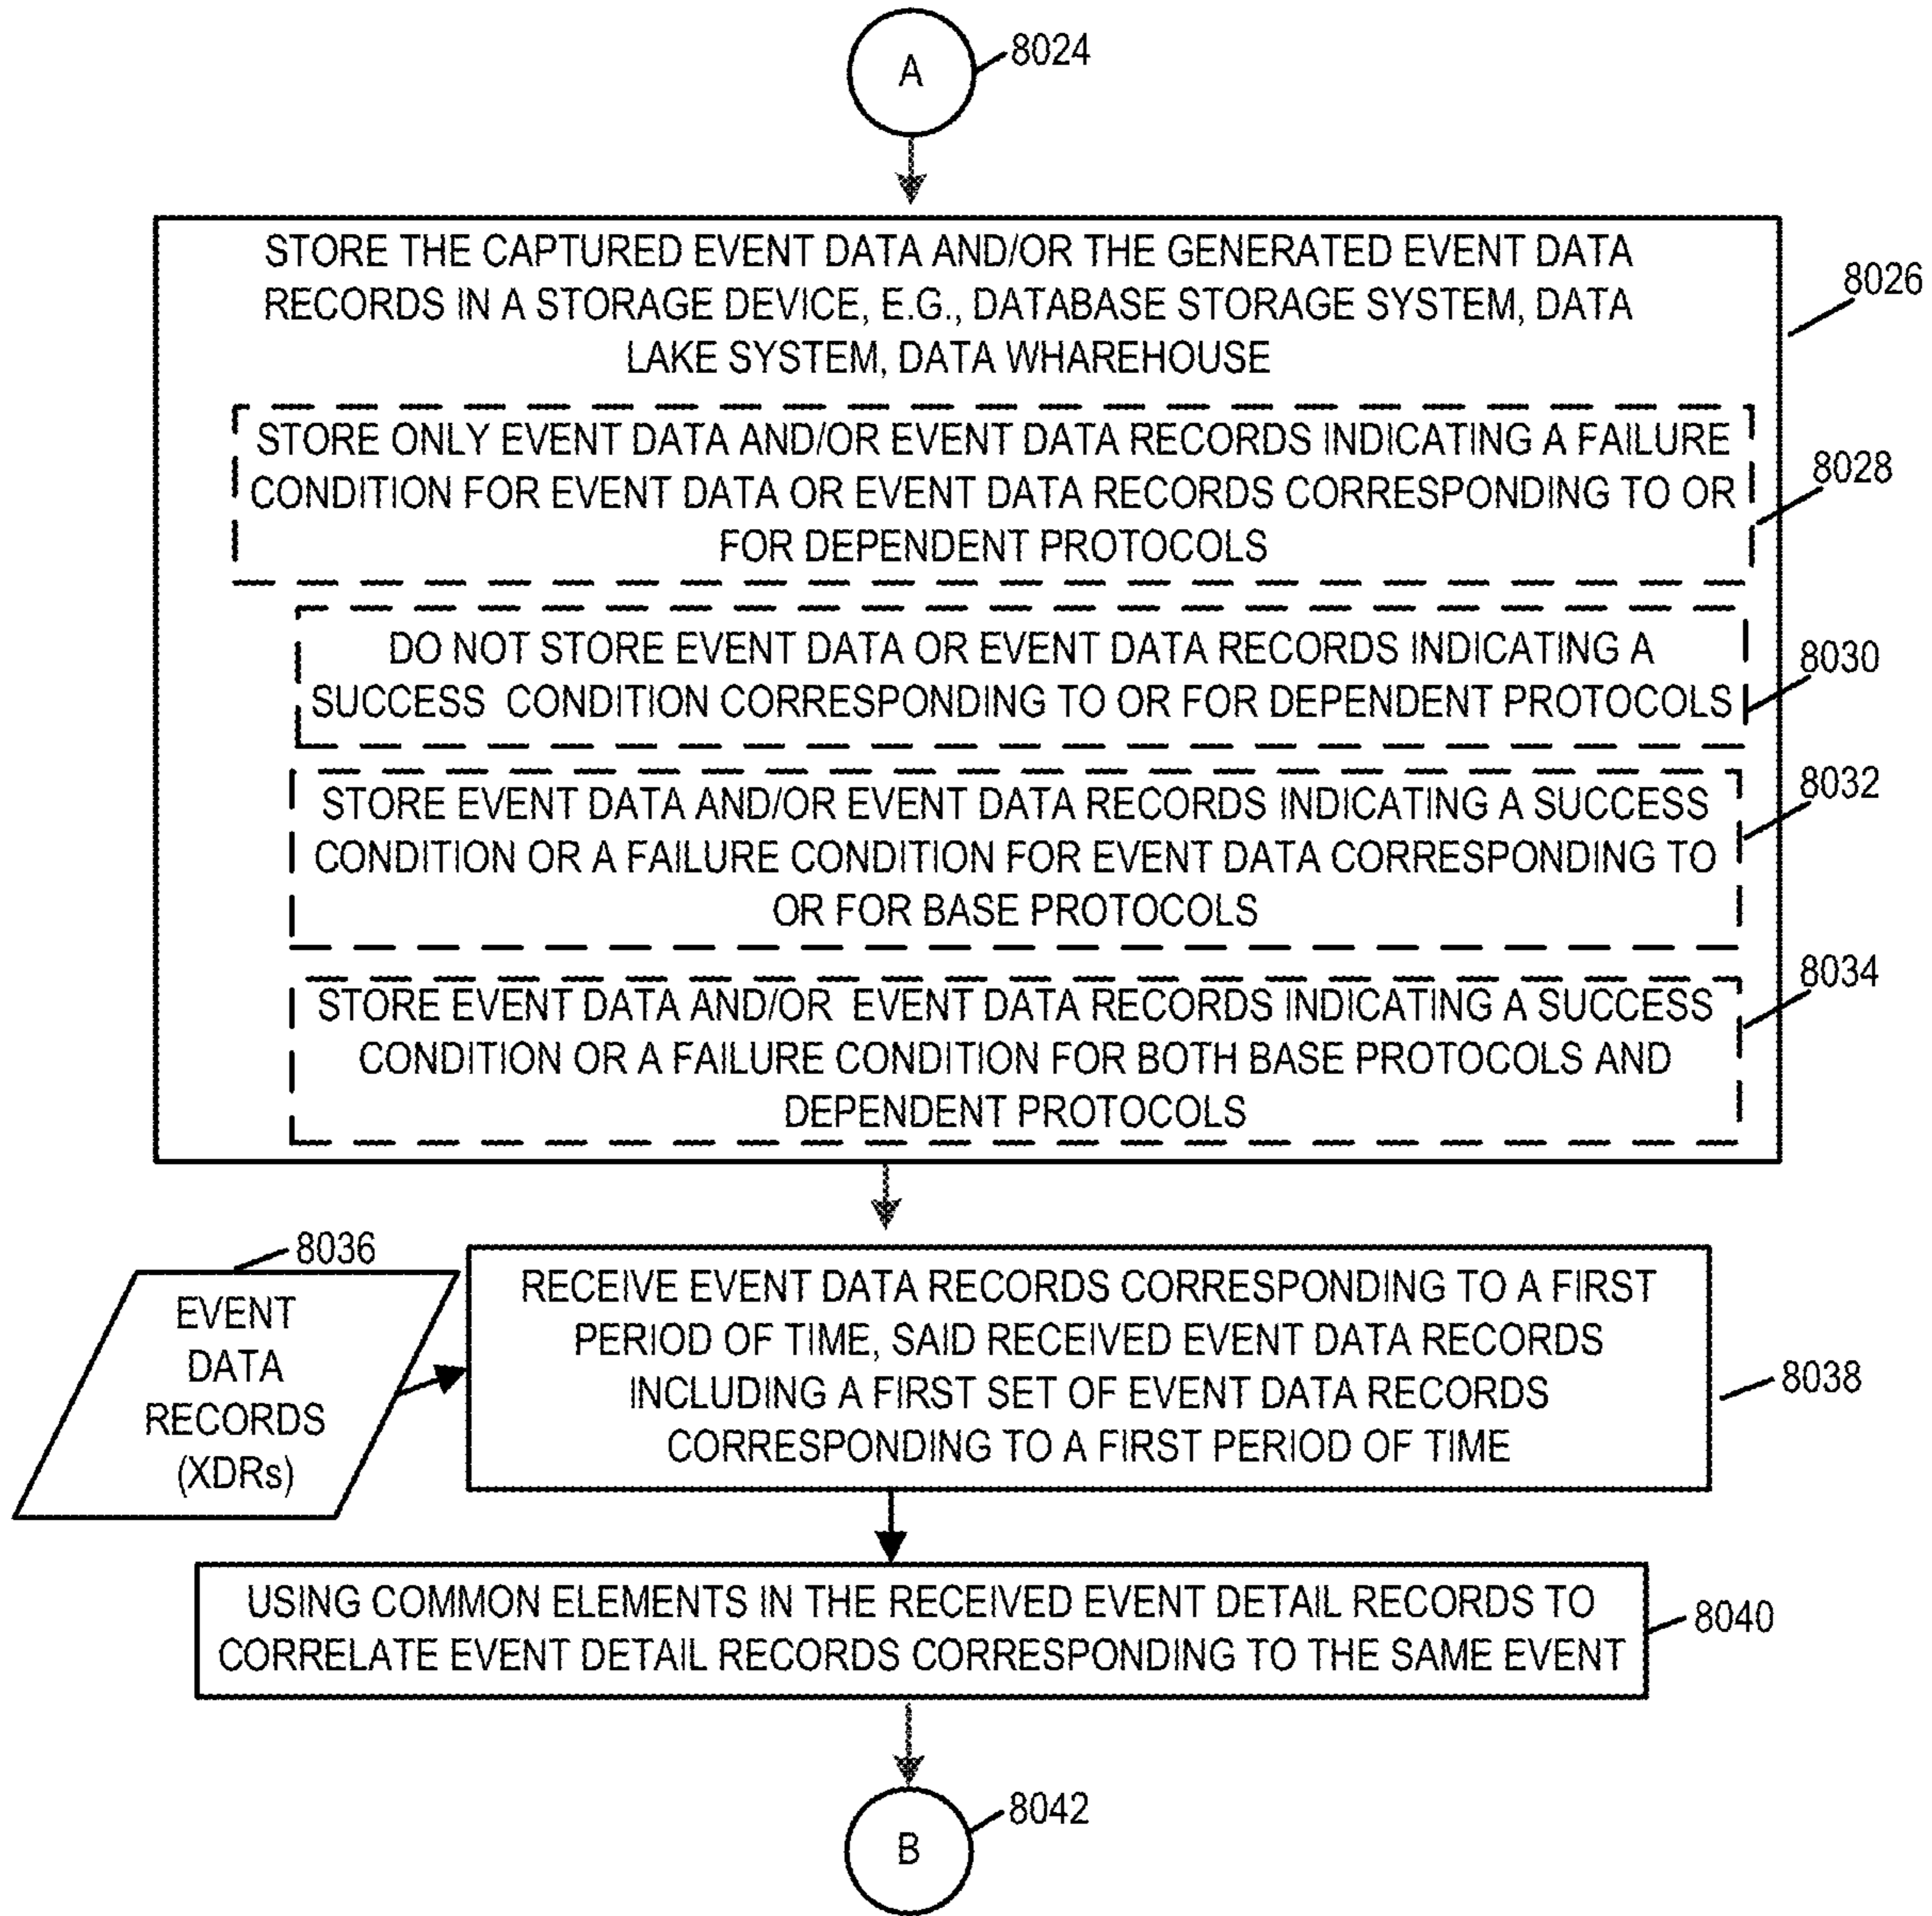 A
8024
STORE THE CAPTURED EVENT DATA AND/OR THE GENERATED EVENT DATA
RECORDS IN A STORAGE DEVICE, E.G., DATABASE STORAGE SYSTEM, DATA
LAKE SYSTEM, DATA WHAREHOUSE
8026
STORE ONLY EVENT DATA AND/OR EVENT DATA RECORDS INDICATING A FAILURE
CONDITION FOR EVENT DATA OR EVENT DATA RECORDS CORRESPONDING TO OR
FOR DEPENDENT PROTOCOLS
8028
DO NOT STORE EVENT DATA OR EVENT DATA RECORDS INDICATING A
SUCCESS CONDITION CORRESPONDING TO OR FOR DEPENDENT PROTOCOLS
8030
STORE EVENT DATA AND/OR EVENT DATA RECORDS INDICATING A SUCCESS
CONDITION OR A FAILURE CONDITION FOR EVENT DATA CORRESPONDING TO
OR FOR BASE PROTOCOLS
8032
STORE EVENT DATA AND/OR EVENT DATA RECORDS INDICATING A SUCCESS
CONDITION OR A FAILURE CONDITION FOR BOTH BASE PROTOCOLS AND
DEPENDENT PROTOCOLS
8034
8036
EVENT
DATA
RECORDS
(XDRs)
RECEIVE EVENT DATA RECORDS CORRESPONDING TO A FIRST
PERIOD OF TIME, SAID RECEIVED EVENT DATA RECORDS
INCLUDING A FIRST SET OF EVENT DATA RECORDS
CORRESPONDING TO A FIRST PERIOD OF TIME
8038
USING COMMON ELEMENTS IN THE RECEIVED EVENT DETAIL RECORDS TO
CORRELATE EVENT DETAIL RECORDS CORRESPONDING TO THE SAME EVENT
8040
B
8042